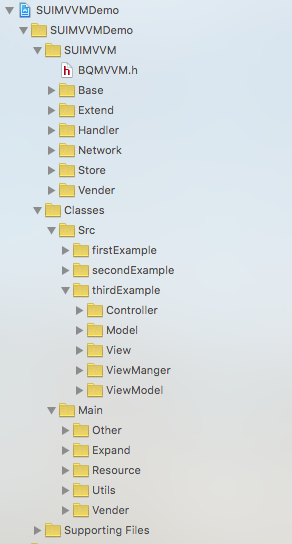 SUIMVVMDemo
SUIMVVMDemo
SUIMVVM
h BQMVVM.h
Base
Extend
Handler
Network
Store
Vender
Classes
Src
firstExample
secondExample
thirdExample
Controller
Model
View
ViewManger
ViewModel
Main
Other
Expand
Resource
Utils
Vender
Supporting Files